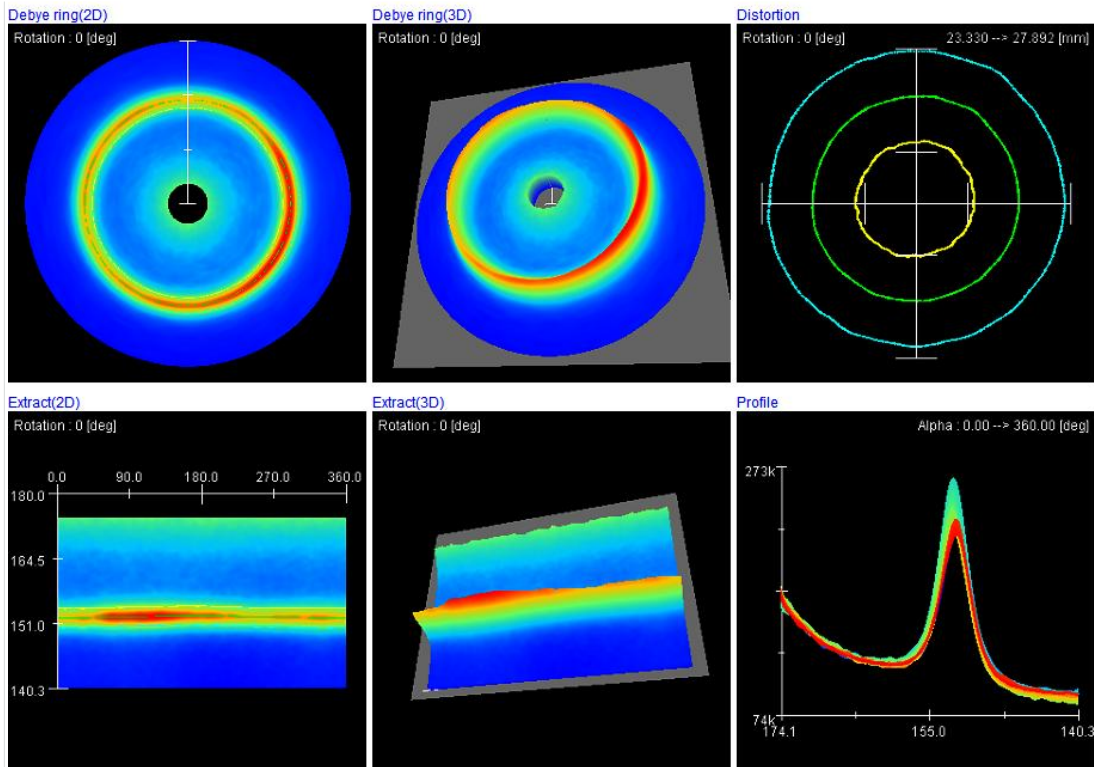 Debye ring(2D)
Rotation : 0 [deg]
Debye ring(3D)
Rotation : 0 [deg]
Distortion
Rotation : 0 [deg]
23.330 --> 27.892 [mm]
Extract(2D)
Rotation : 0 [deg]
0.0 90.0 180.0 270.0 360.0
180.0
164.5
151.0
140.3
Extract(3D)
Rotation : 0 [deg]
Profile
Alpha : 0.00 --> 360.00 [deg]
273k
74k
174.1 155.0 140.3